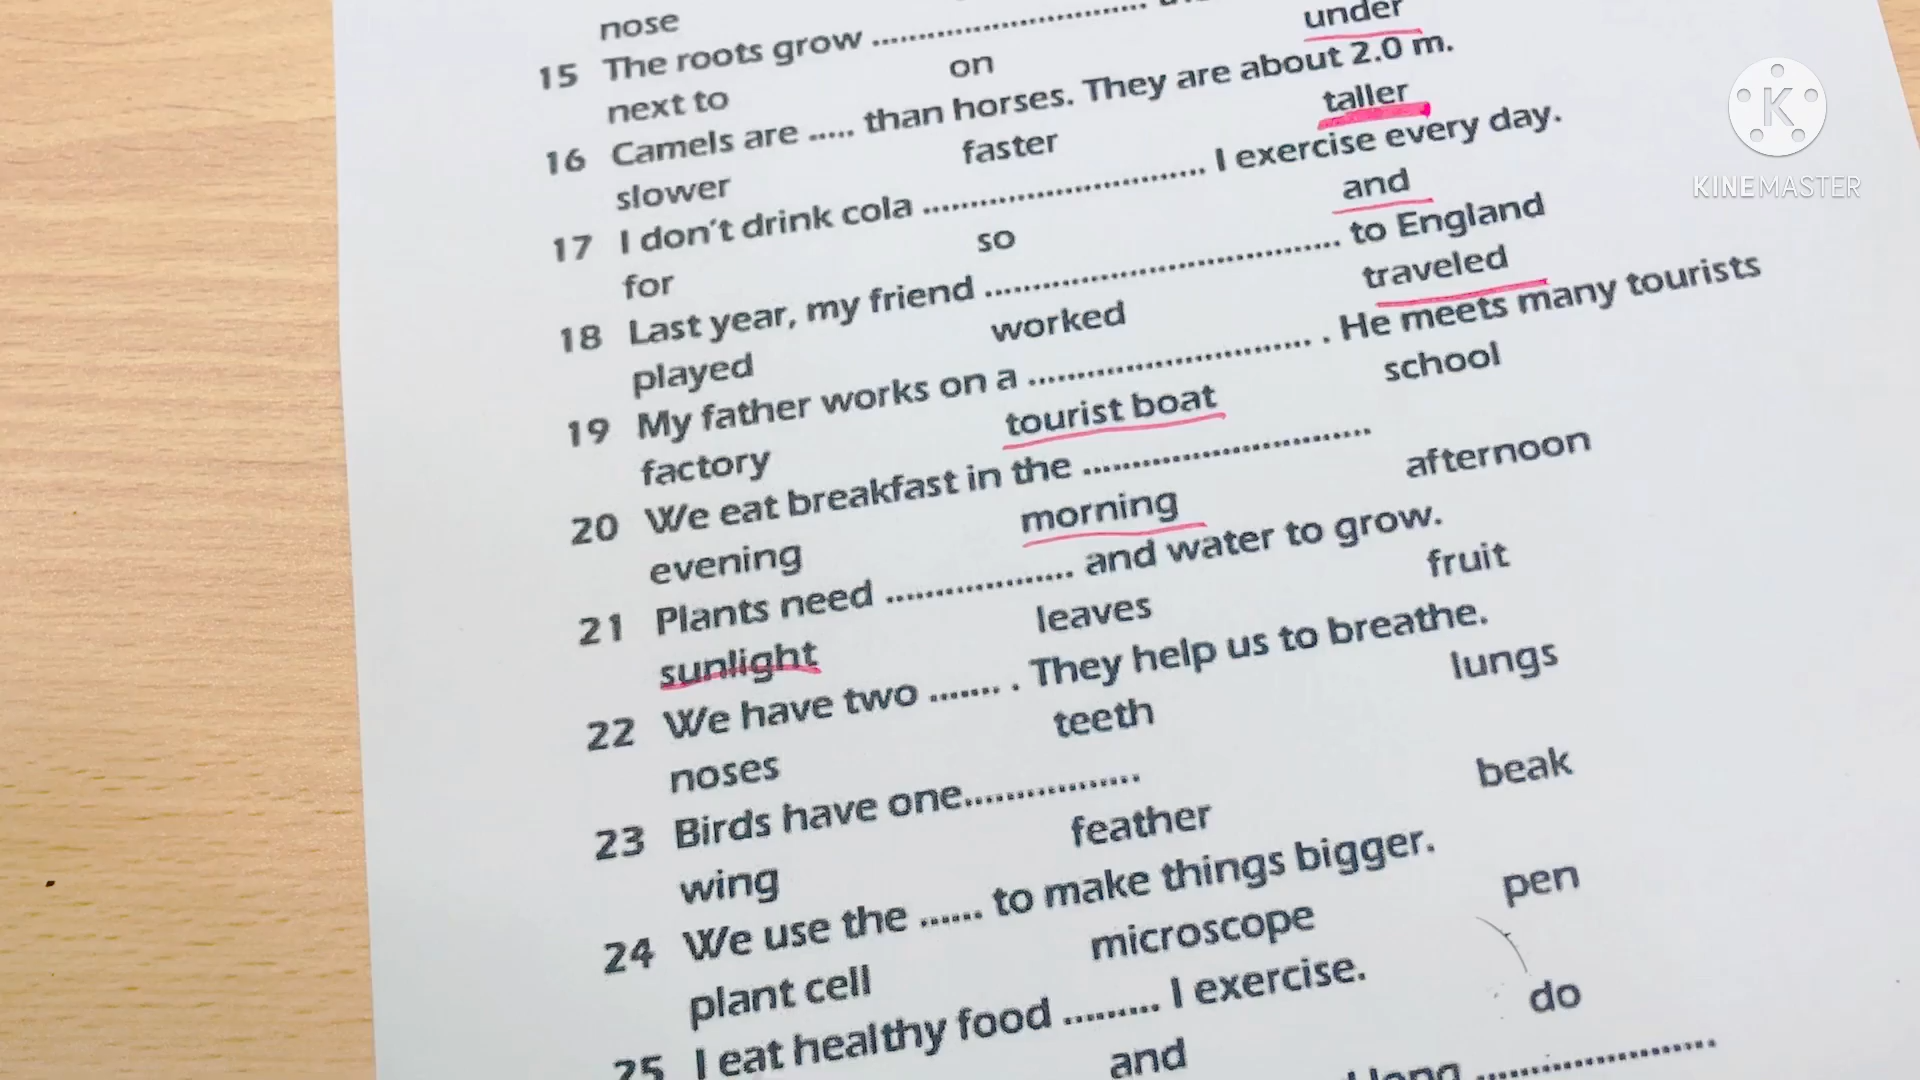 nose
15 The roots grow ........................
next to on under
16 Camels are ..... than horses. They are about 2.0 m.
slower faster taller
17 I don't drink cola ........................ I exercise every day.
for so and
18 Last year, my friend ........................ to England
played worked traveled
19 My father works on a ........................ . He meets many tourists
factory tourist boat school
20 We eat breakfast in the ........................
evening morning afternoon
21 Plants need .................. and water to grow.
sunlight leaves fruit
22 We have two ....... . They help us to breathe.
noses teeth lungs
23 Birds have one..................
wing feather beak
24 We use the ...... to make things bigger.
plant cell microscope pen
25 I eat healthy food ......... I exercise.
and do
........................
KINEMASTER